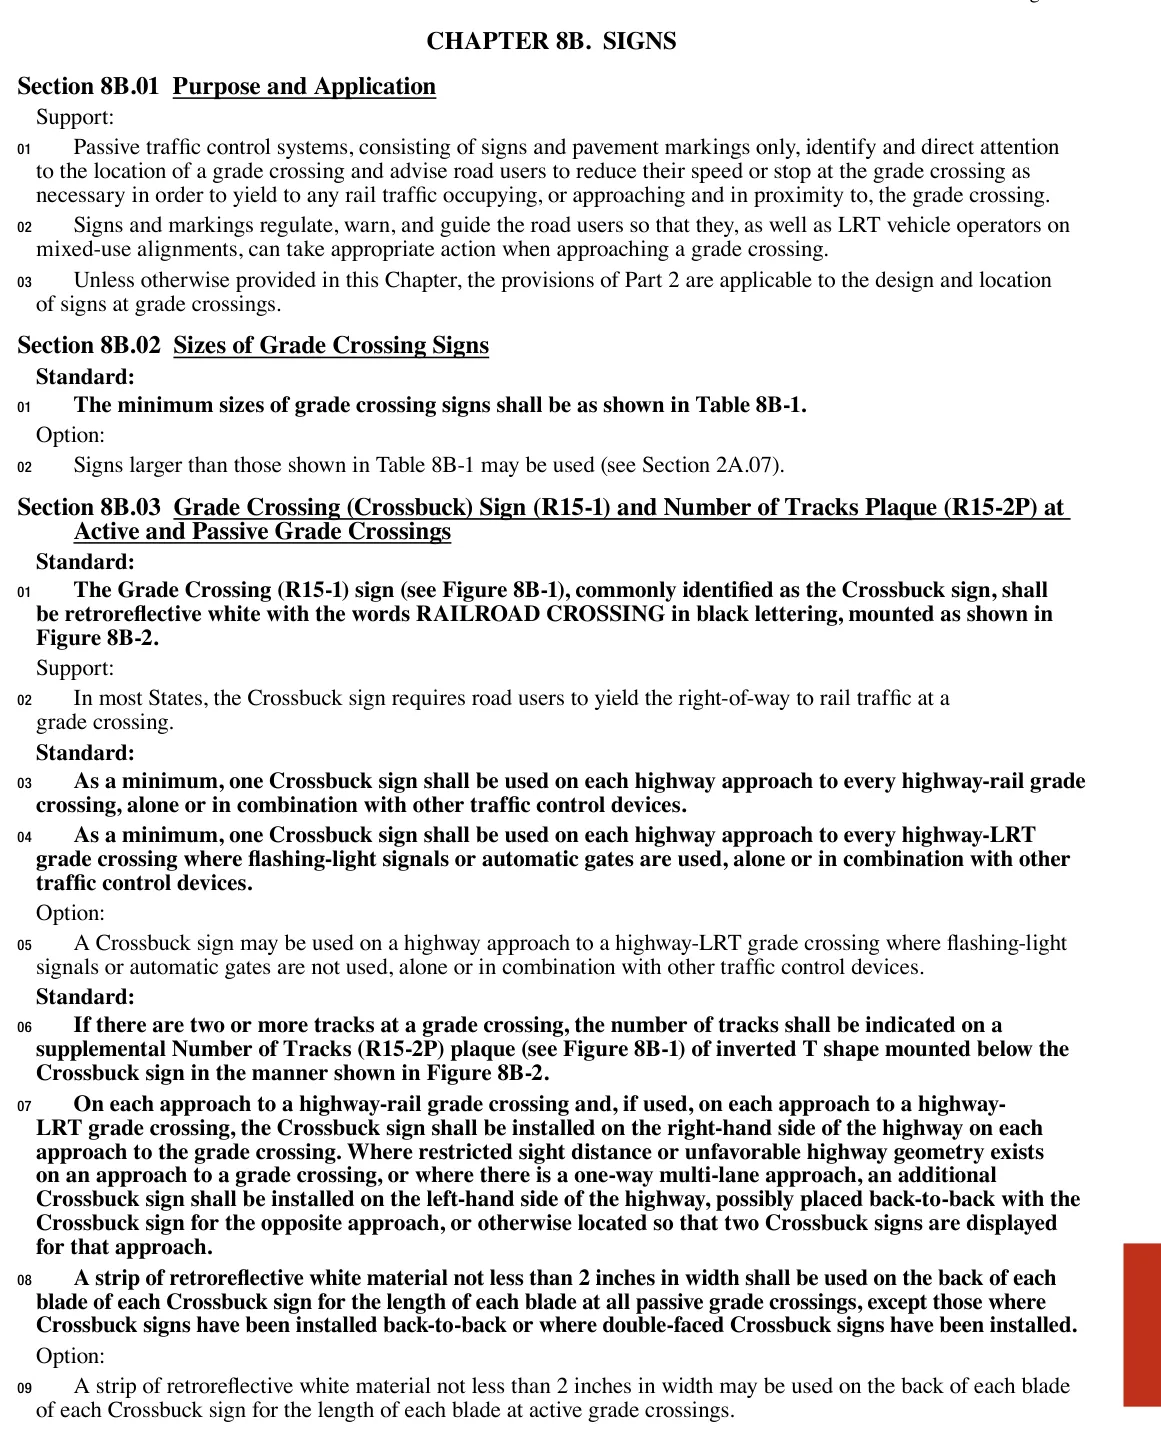 CHAPTER 8B. SIGNS
Section 8B.01 Purpose and Application
Support:
01 Passive traffic control systems, consisting of signs and pavement markings only, identify and direct attention
to the location of a grade crossing and advise road users to reduce their speed or stop at the grade crossing as
necessary in order to yield to any rail traffic occupying, or approaching and in proximity to, the grade crossing.
02 Signs and markings regulate, warn, and guide the road users so that they, as well as LRT vehicle operators on
mixed-use alignments, can take appropriate action when approaching a grade crossing.
03 Unless otherwise provided in this Chapter, the provisions of Part 2 are applicable to the design and location
of signs at grade crossings.
Section 8B.02 Sizes of Grade Crossing Signs
Standard:
01 The minimum sizes of grade crossing signs shall be as shown in Table 8B-1.
Option:
02 Signs larger than those shown in Table 8B-1 may be used (see Section 2A.07).
Section 8B.03 Grade Crossing (Crossbuck) Sign (R15-1) and Number of Tracks Plaque (R15-2P) at
Active and Passive Grade Crossings
Standard:
01 The Grade Crossing (R15-1) sign (see Figure 8B-1), commonly identified as the Crossbuck sign, shall
be retroreflective white with the words RAILROAD CROSSING in black lettering, mounted as shown in
Figure 8B-2.
Support:
02 In most States, the Crossbuck sign requires road users to yield the right-of-way to rail traffic at a
grade crossing.
Standard:
03 As a minimum, one Crossbuck sign shall be used on each highway approach to every highway-rail grade
crossing, alone or in combination with other traffic control devices.
04 As a minimum, one Crossbuck sign shall be used on each highway approach to every highway-LRT
grade crossing where flashing-light signals or automatic gates are used, alone or in combination with other
traffic control devices.
Option:
05 A Crossbuck sign may be used on a highway approach to a highway-LRT grade crossing where flashing-light
signals or automatic gates are not used, alone or in combination with other traffic control devices.
Standard:
06 If there are two or more tracks at a grade crossing, the number of tracks shall be indicated on a
supplemental Number of Tracks (R15-2P) plaque (see Figure 8B-1) of inverted T shape mounted below the
Crossbuck sign in the manner shown in Figure 8B-2.
07 On each approach to a highway-rail grade crossing and, if used, on each approach to a highway-
LRT grade crossing, the Crossbuck sign shall be installed on the right-hand side of the highway on each
approach to the grade crossing. Where restricted sight distance or unfavorable highway geometry exists
on an approach to a grade crossing, or where there is a one-way multi-lane approach, an additional
Crossbuck sign shall be installed on the left-hand side of the highway, possibly placed back-to-back with the
Crossbuck sign for the opposite approach, or otherwise located so that two Crossbuck signs are displayed
for that approach.
08 A strip of retroreflective white material not less than 2 inches in width shall be used on the back of each
blade of each Crossbuck sign for the length of each blade at all passive grade crossings, except those where
Crossbuck signs have been installed back-to-back or where double-faced Crossbuck signs have been installed.
Option:
09 A strip of retroreflective white material not less than 2 inches in width may be used on the back of each blade
of each Crossbuck sign for the length of each blade at active grade crossings.